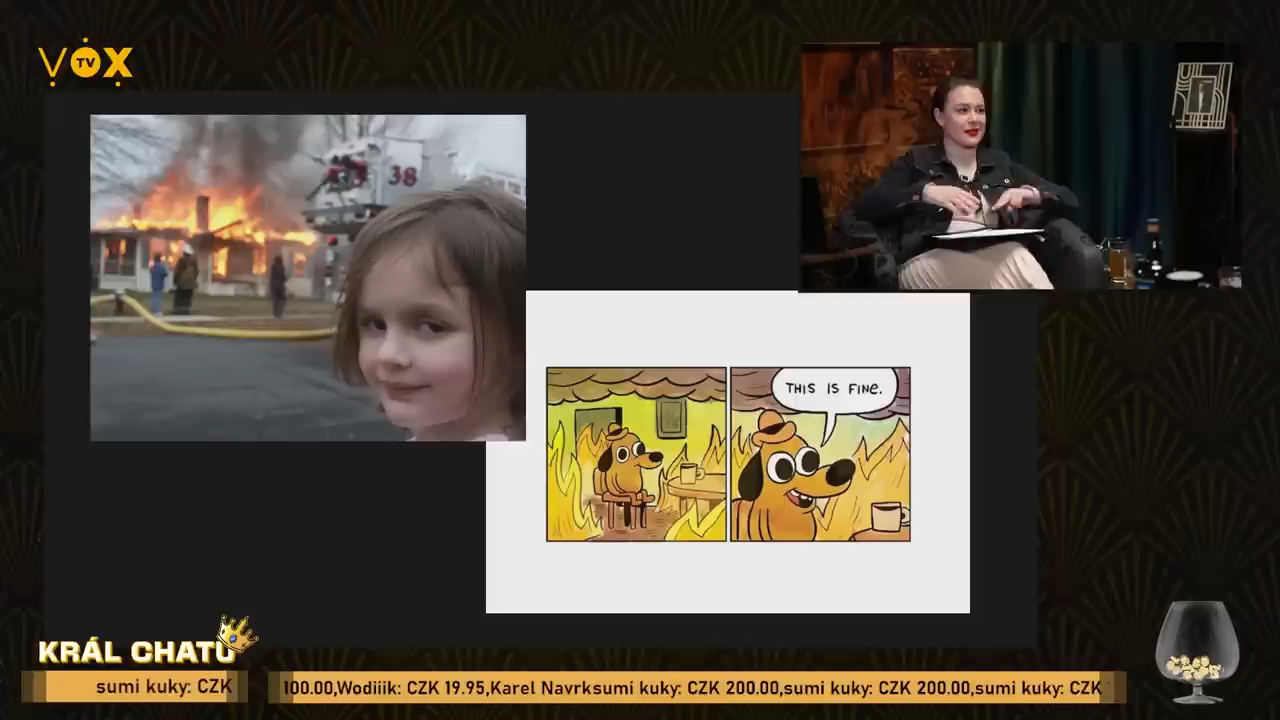 VOX
TV
38
THIS IS FINE.
KRÁL CHATU
sumi kuky: CZK
100.00,Wodiiik: CZK 19.95,Karel Navrksumi kuky: CZK 200.00,sumi kuky: CZK 200.00,sumi kuky: CZK